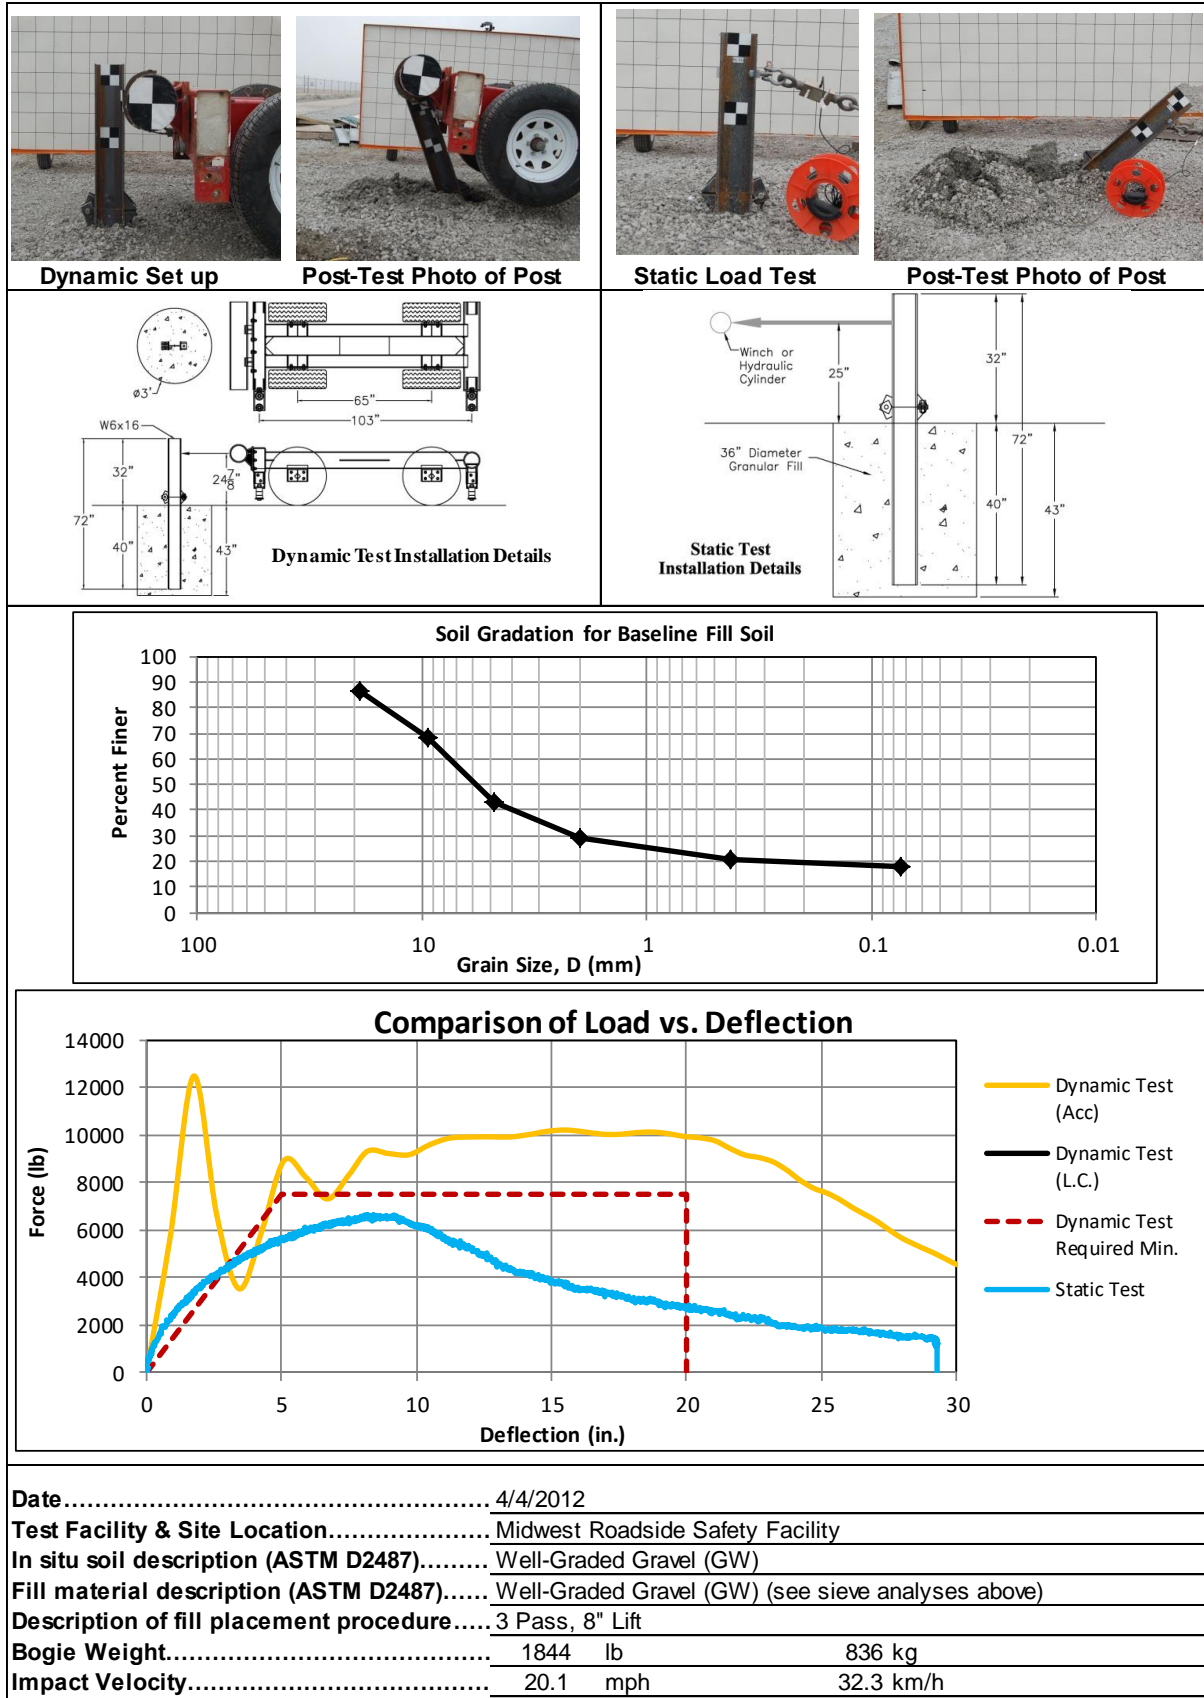 Dynamic Set up
Post-Test Photo of Post
Static Load Test
Post-Test Photo of Post
ø3'
65"
103"
W6x16
32"
24 7/8"
72"
40"
43"
Dynamic Test Installation Details
Winch or
Hydraulic
Cylinder
25"
32"
36" Diameter
Granular Fill
72"
40"
43"
Static Test
Installation Details
Soil Gradation for Baseline Fill Soil
Percent Finer
100
90
80
70
60
50
40
30
20
10
0
100
10
1
0.1
0.01
Grain Size, D (mm)
Comparison of Load vs. Deflection
Force (lb)
14000
12000
10000
8000
6000
4000
2000
0
0
5
10
15
20
25
30
Deflection (in.)
Dynamic Test
(Acc)
Dynamic Test
(L.C.)
Dynamic Test
Required Min.
Static Test
Date.................................................... 4/4/2012
Test Facility & Site Location..................... Midwest Roadside Safety Facility
In situ soil description (ASTM D2487)......... Well-Graded Gravel (GW)
Fill material description (ASTM D2487)...... Well-Graded Gravel (GW) (see sieve analyses above)
Description of fill placement procedure..... 3 Pass, 8" Lift
Bogie Weight......................................... 1844 lb 836 kg
Impact Velocity...................................... 20.1 mph 32.3 km/h